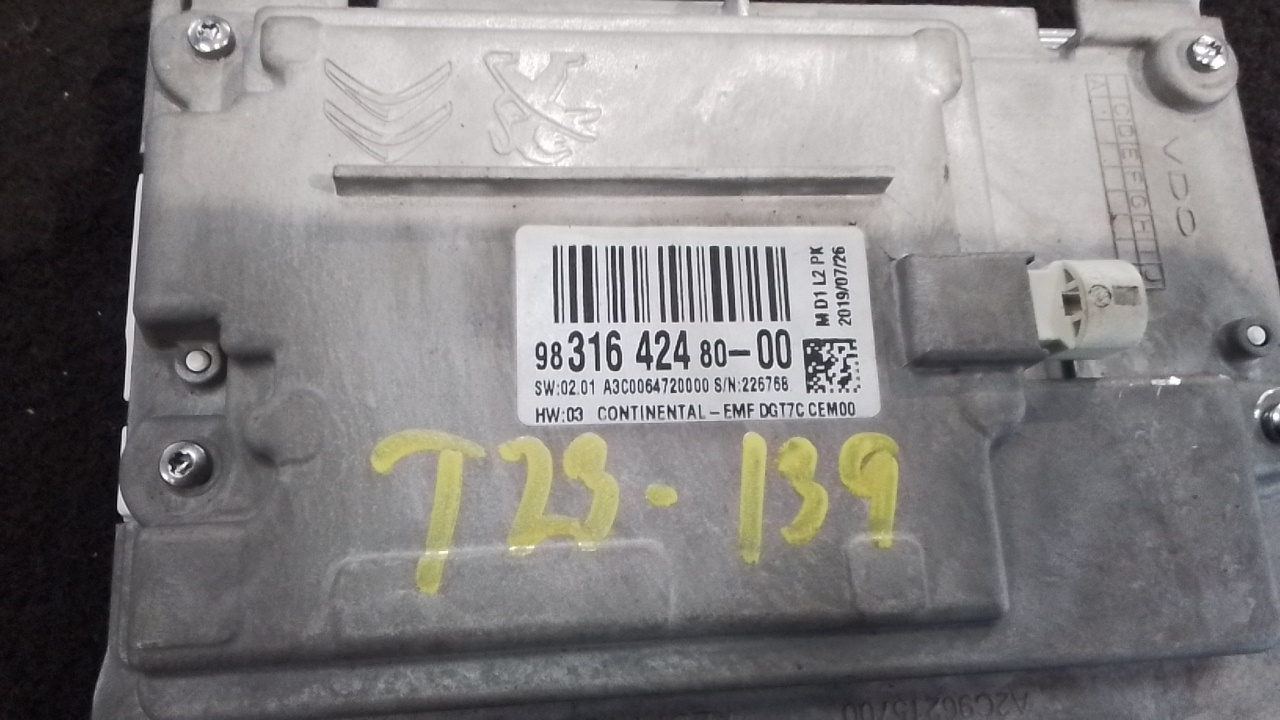 VDO
M D1 L2 PK
2019/07/26
98 316 424 80-00
SW:02.01 A3C0064720000 S/N:226768
HW:03 CONTINENTAL-EMF DGT7C CEM00
T23-139
A2C96215700